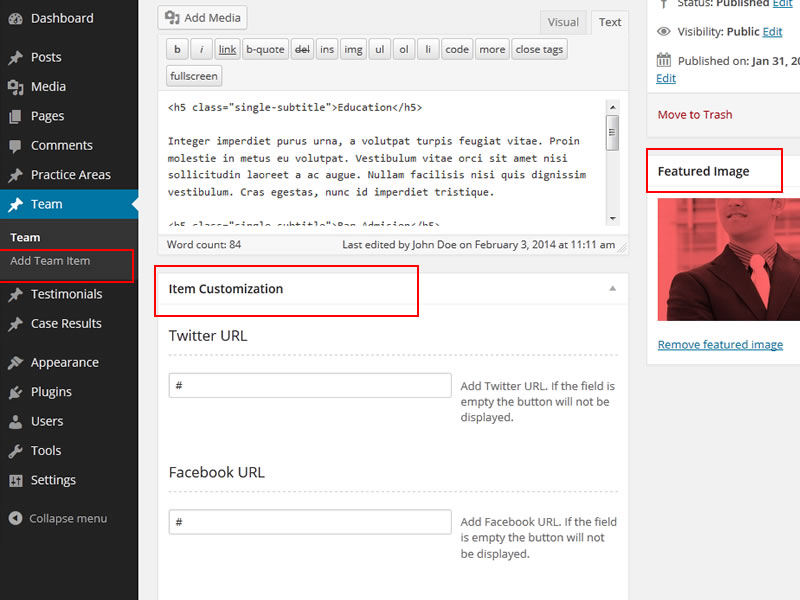 Dashboard
Posts
Media
Pages
Comments
Practice Areas
Team
Team
Add Team Item
Testimonials
Case Results
Appearance
Plugins
Users
Tools
Settings
Collapse menu
Add Media
Visual Text
b i link b-quote del ins img ul ol li code more close tags
fullscreen
<h5 class="single-subtitle">Education</h5>
Integer imperdiet purus urna, a volutpat turpis feugiat vitae. Proin
molestie in metus eu volutpat. Vestibulum vitae orci sit amet nisi
sollicitudin laoreet a ac augue. Nullam facilisis nisi quis dignissim
vestibulum. Cras egestas, nunc id imperdiet tristique.
<h5 class="single-subtitle">Bar Admision</h5>
Word count: 84 Last edited by John Doe on February 3, 2014 at 11:11 am
Item Customization
Twitter URL
#
Add Twitter URL. If the field is
empty the button will not be
displayed.
Facebook URL
#
Add Facebook URL. If the field
is empty the button will not
be displayed.
Status: Published Edit
Visibility: Public Edit
Published on: Jan 31, 20
Edit
Move to Trash
Featured Image
Remove featured image